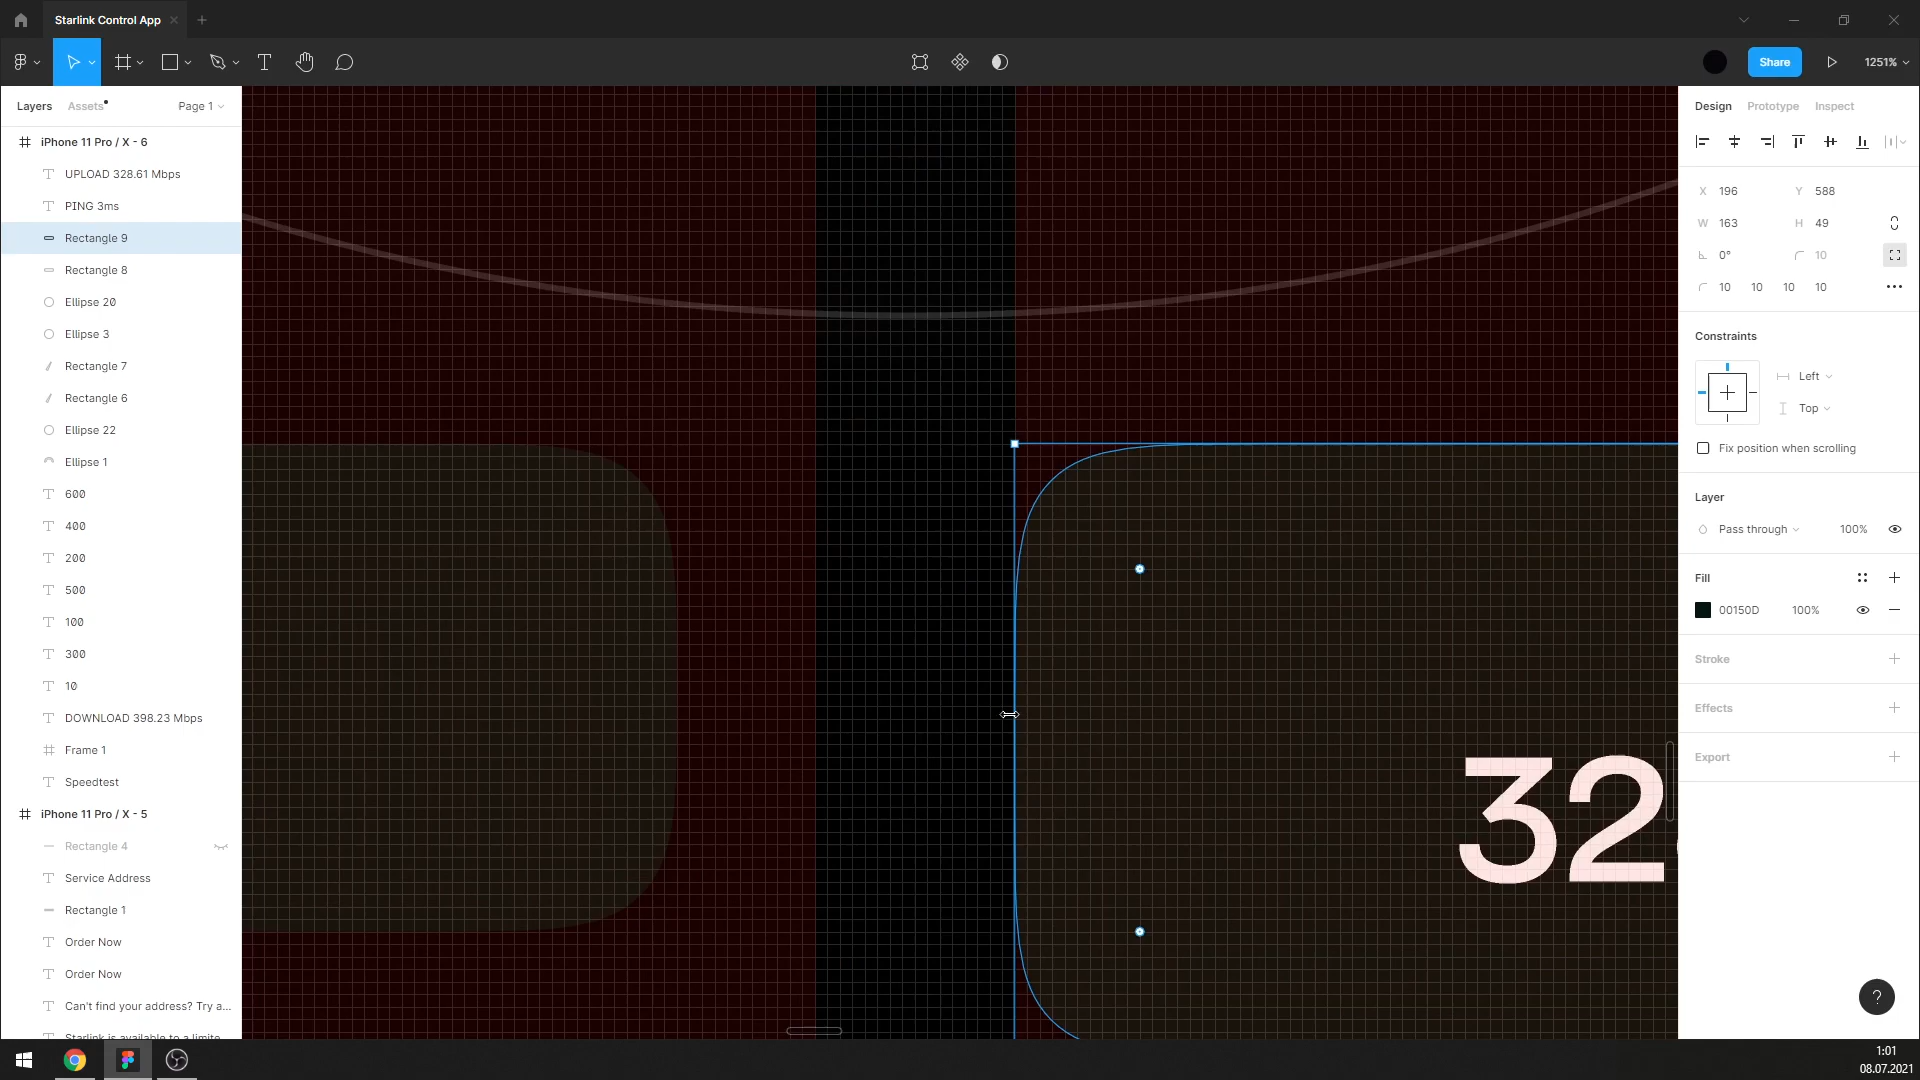 Starlink Control App
Share
1251%
Layers
Assets
Page 1
Design
Prototype
Inspect
iPhone 11 Pro / X - 6
UPLOAD 328.61 Mbps
PING 3ms
Rectangle 9
Rectangle 8
Ellipse 20
Ellipse 3
Rectangle 7
Rectangle 6
Ellipse 22
Ellipse 1
600
400
200
500
100
300
10
DOWNLOAD 398.23 Mbps
Frame 1
Speedtest
iPhone 11 Pro / X - 5
Rectangle 4
Service Address
Rectangle 1
Order Now
Order Now
Can't find your address? Try a...
Starlink is available to a limite...
32
X 196 Y 588
W 163 H 49
0° 10
10 10 10 10
Constraints
Left
Top
Fix position when scrolling
Layer
Pass through 100%
Fill
00150D 100%
Stroke
Effects
Export
?
1:01
08.07.2021